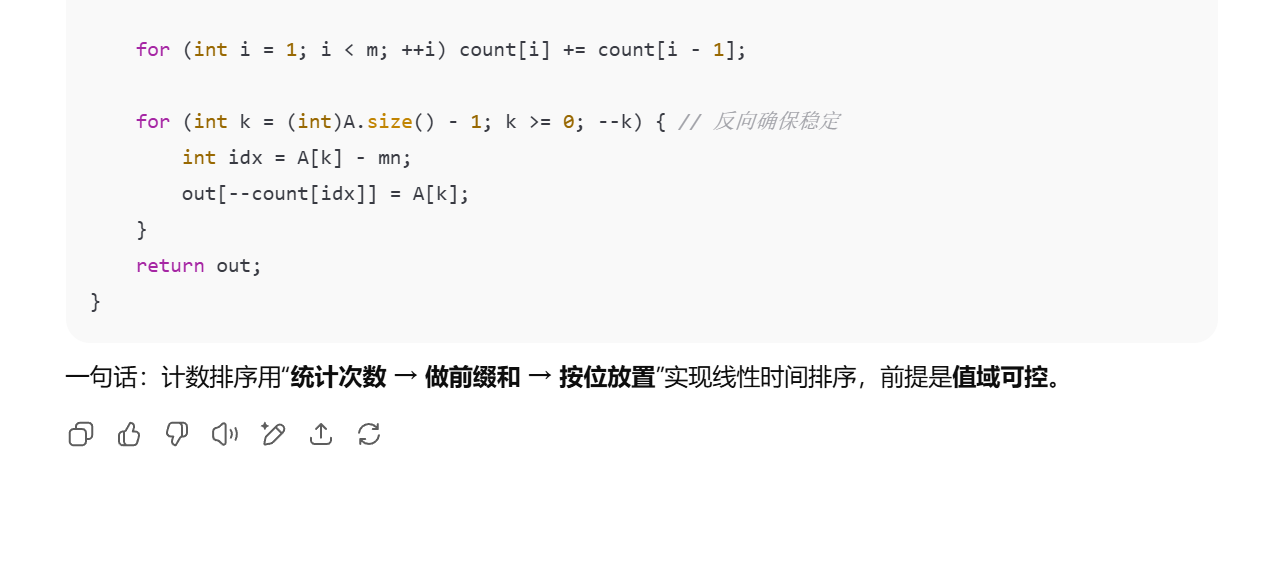 for (int i = 1; i < m; ++i) count[i] += count[i - 1];
for (int k = (int)A.size() - 1; k >= 0; --k) { // 反向确保稳定
int idx = A[k] - mn;
out[--count[idx]] = A[k];
}
return out;
}
一句话：计数排序用“统计次数 → 做前缀和 → 按位放置”实现线性时间排序，前提是值域可控。